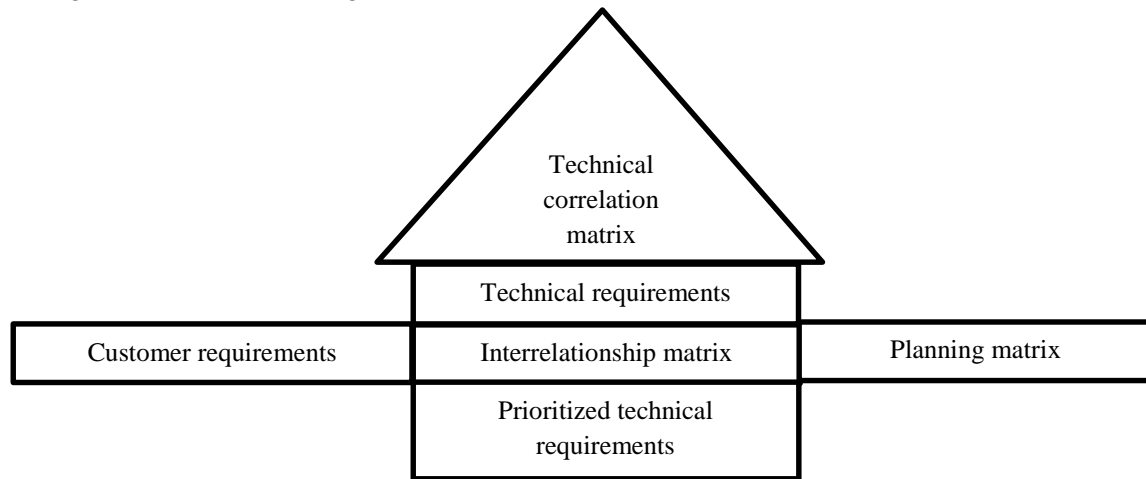 Technical
correlation
matrix
Technical requirements
Customer requirements
Interrelationship matrix
Planning matrix
Prioritized technical
requirements